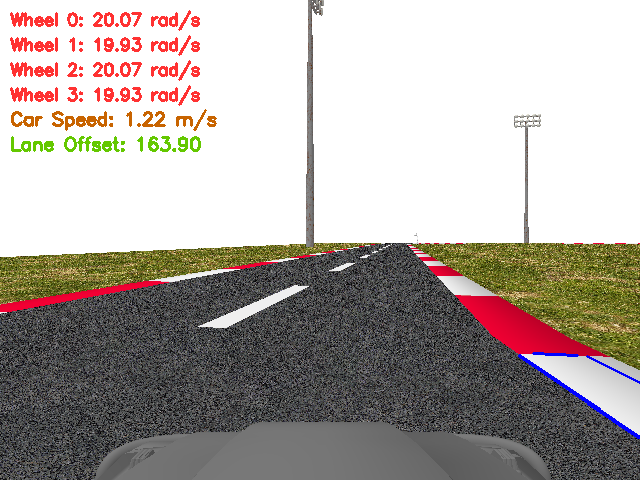 Wheel 0: 20.07 rad/s
Wheel 1: 19.93 rad/s
Wheel 2: 20.07 rad/s
Wheel 3: 19.93 rad/s
Car Speed: 1.22 m/s
Lane Offset: 163.90